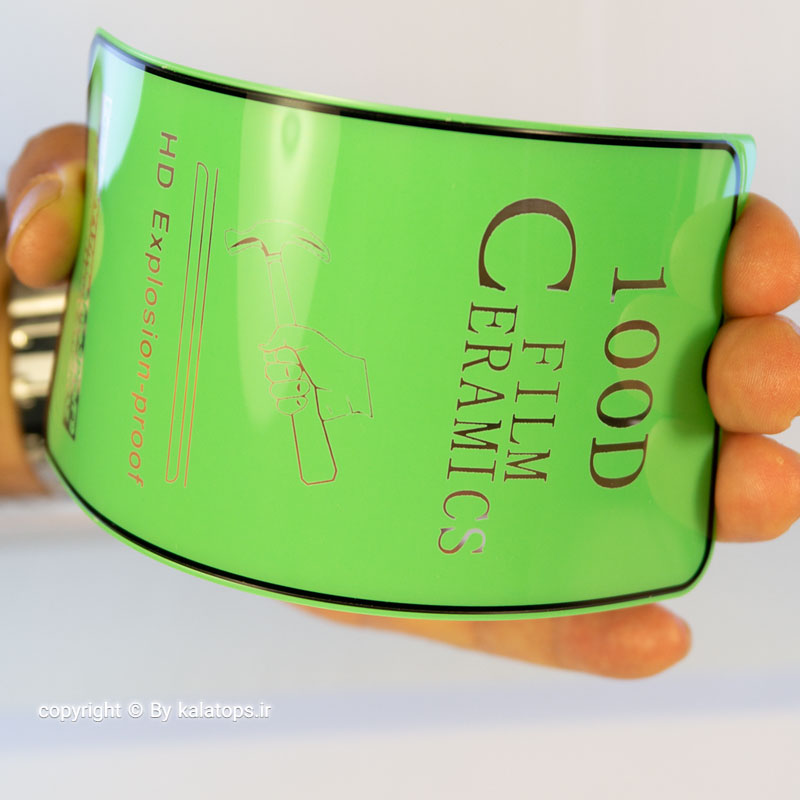 100D
FILM
CERAMICS
HD Explosion-proof
copyright © By kalatops.ir